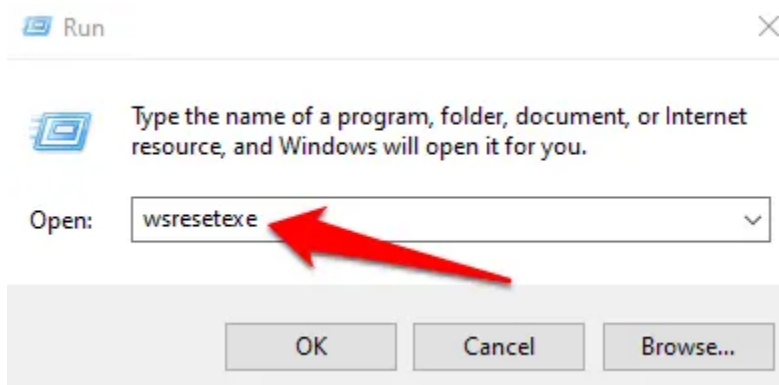 Run
Type the name of a program, folder, document, or Internet
resource, and Windows will open it for you.
Open: wsresetexe
OK Cancel Browse...